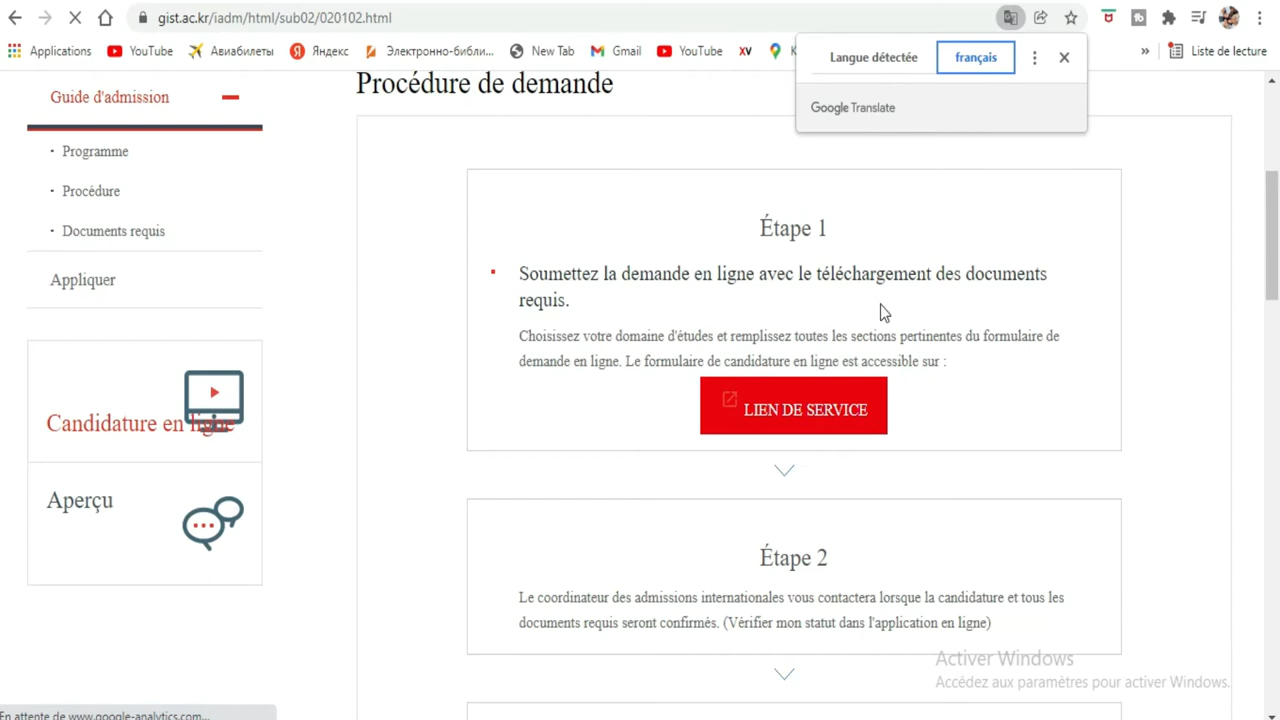 gist.ac.kr/iadm/html/sub02/020102.html
Applications
YouTube
Авиабилеты
Яндекс
Электронно-библи...
New Tab
Gmail
YouTube
XV
К
»
Liste de lecture
Langue détectée
français
Google Translate
Procédure de demande
Guide d'admission
· Programme
· Procédure
· Documents requis
Appliquer
Candidature en ligne
Aperçu
Étape 1
Soumettez la demande en ligne avec le téléchargement des documents
requis.
Choisissez votre domaine d'études et remplissez toutes les sections pertinentes du formulaire de
demande en ligne. Le formulaire de candidature en ligne est accessible sur :
LIEN DE SERVICE
Étape 2
Le coordinateur des admissions internationales vous contactera lorsque la candidature et tous les
documents requis seront confirmés. (Vérifier mon statut dans l'application en ligne)
Activer Windows
Accédez aux paramètres pour activer Windows.
En attente de www.google-analytics.com...